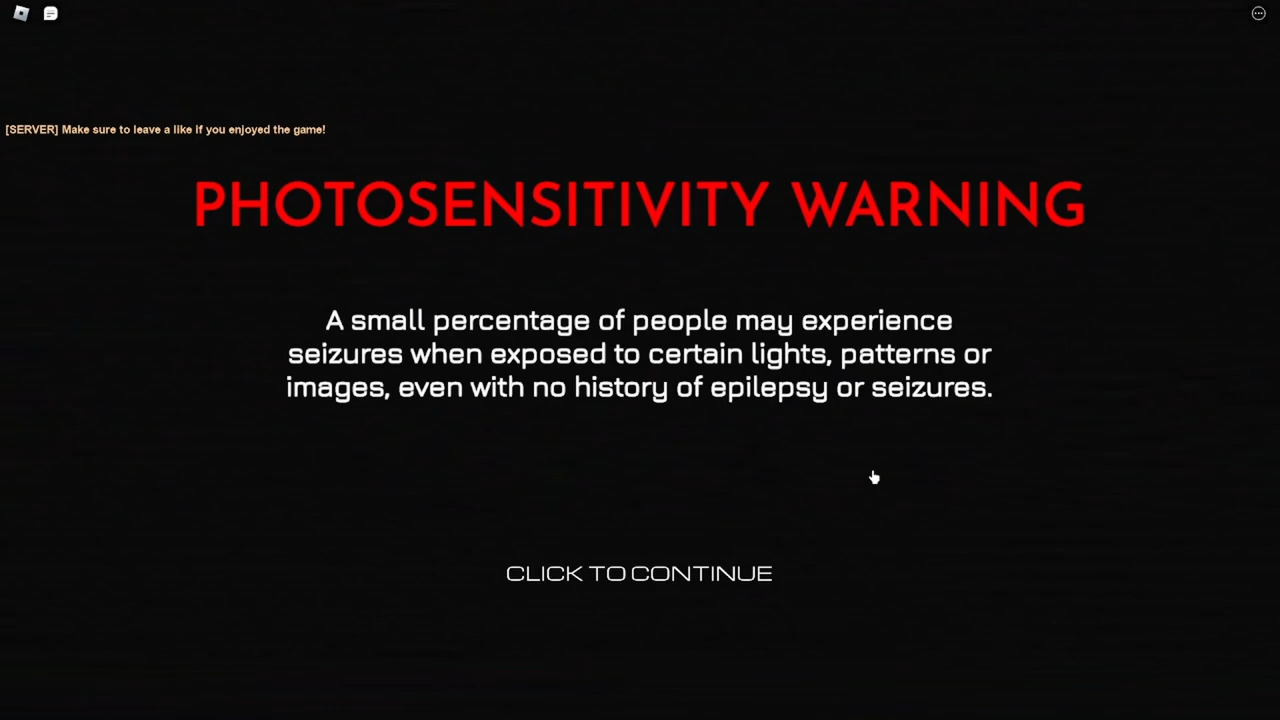 [SERVER] Make sure to leave a like if you enjoyed the game!
PHOTOSENSITIVITY WARNING
A small percentage of people may experience
seizures when exposed to certain lights, patterns or
images, even with no history of epilepsy or seizures.
CLICK TO CONTINUE